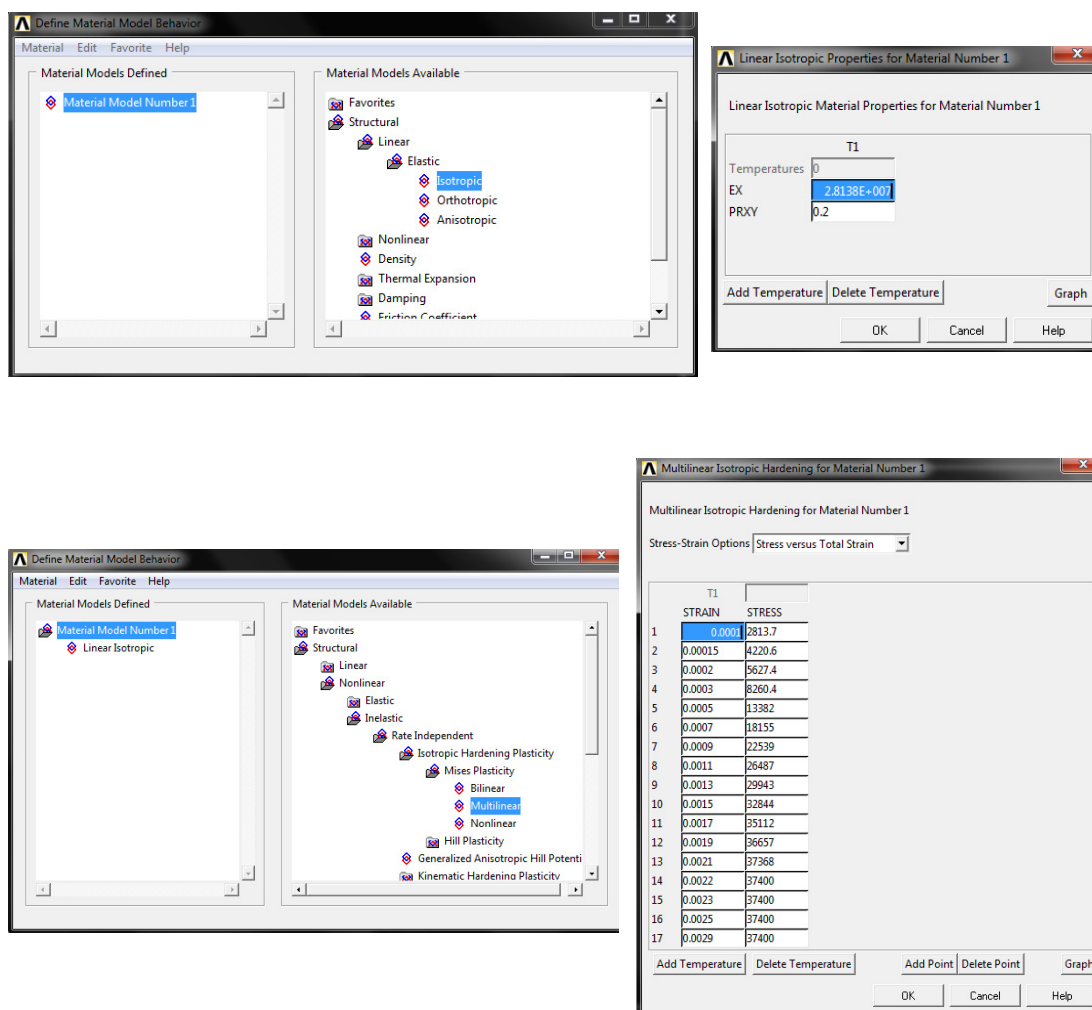 Define Material Model Behavior
Material Edit Favorite Help
Material Models Defined
Material Model Number 1
Material Models Available
Favorites
Structural
Linear
Elastic
Isotropic
Orthotropic
Anisotropic
Nonlinear
Density
Thermal Expansion
Damping
Friction Coefficient
Linear Isotropic Properties for Material Number 1
Linear Isotropic Material Properties for Material Number 1
T1
Temperatures 0
EX 2.8138E+007
PRXY 0.2
Add Temperature Delete Temperature Graph
OK Cancel Help
Define Material Model Behavior
Material Edit Favorite Help
Material Models Defined
Material Model Number 1
Linear Isotropic
Material Models Available
Favorites
Structural
Linear
Nonlinear
Elastic
Inelastic
Rate Independent
Isotropic Hardening Plasticity
Mises Plasticity
Bilinear
Multilinear
Nonlinear
Hill Plasticity
Generalized Anisotropic Hill Potenti
Kinematic Hardening Plasticity
Multilinear Isotropic Hardening for Material Number 1
Multilinear Isotropic Hardening for Material Number 1
Stress-Strain Options Stress versus Total Strain
T1
STRAIN STRESS
1 0.0001 2813.7
2 0.00015 4220.6
3 0.0002 5627.4
4 0.0003 8260.4
5 0.0005 13382
6 0.0007 18155
7 0.0009 22539
8 0.0011 26487
9 0.0013 29943
10 0.0015 32844
11 0.0017 35112
12 0.0019 36657
13 0.0021 37368
14 0.0022 37400
15 0.0023 37400
16 0.0025 37400
17 0.0029 37400
Add Temperature Delete Temperature Add Point Delete Point Graph
OK Cancel Help